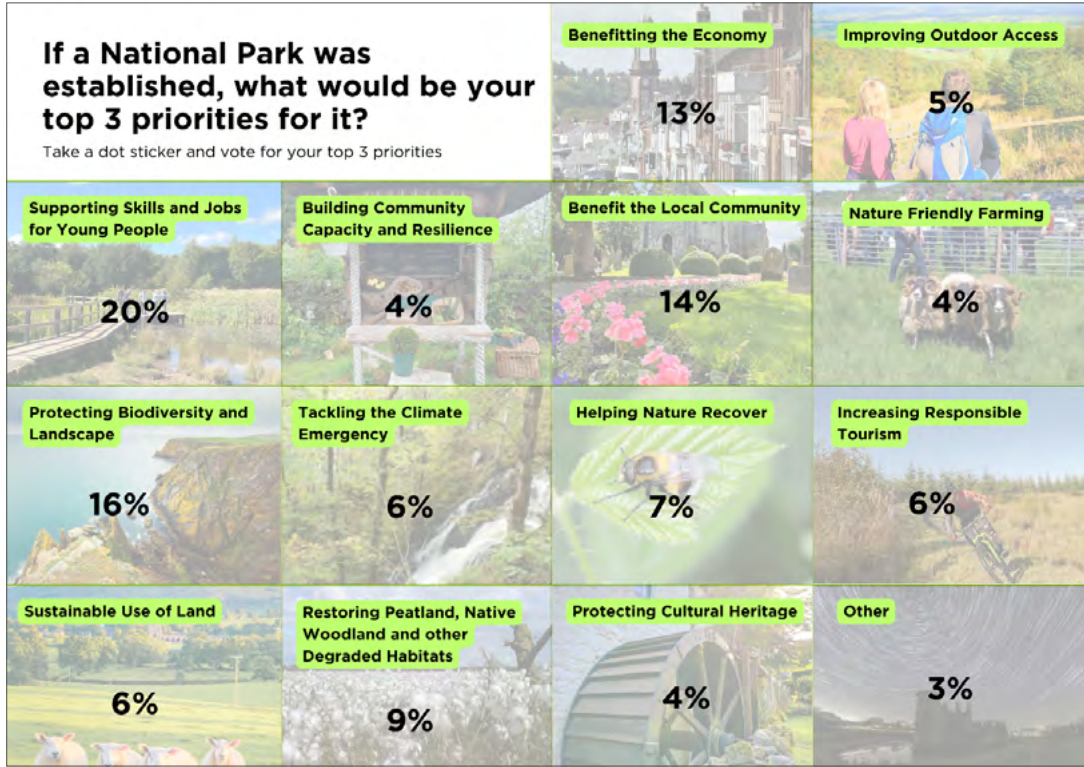 If a National Park was
established, what would be your
top 3 priorities for it?
Take a dot sticker and vote for your top 3 priorities
Benefitting the Economy
13%
Improving Outdoor Access
5%
Supporting Skills and Jobs
for Young People
20%
Building Community
Capacity and Resilience
4%
Benefit the Local Community
14%
Nature Friendly Farming
4%
Protecting Biodiversity and
Landscape
16%
Tackling the Climate
Emergency
6%
Helping Nature Recover
7%
Increasing Responsible
Tourism
6%
Sustainable Use of Land
6%
Restoring Peatland, Native
Woodland and other
Degraded Habitats
9%
Protecting Cultural Heritage
4%
Other
3%